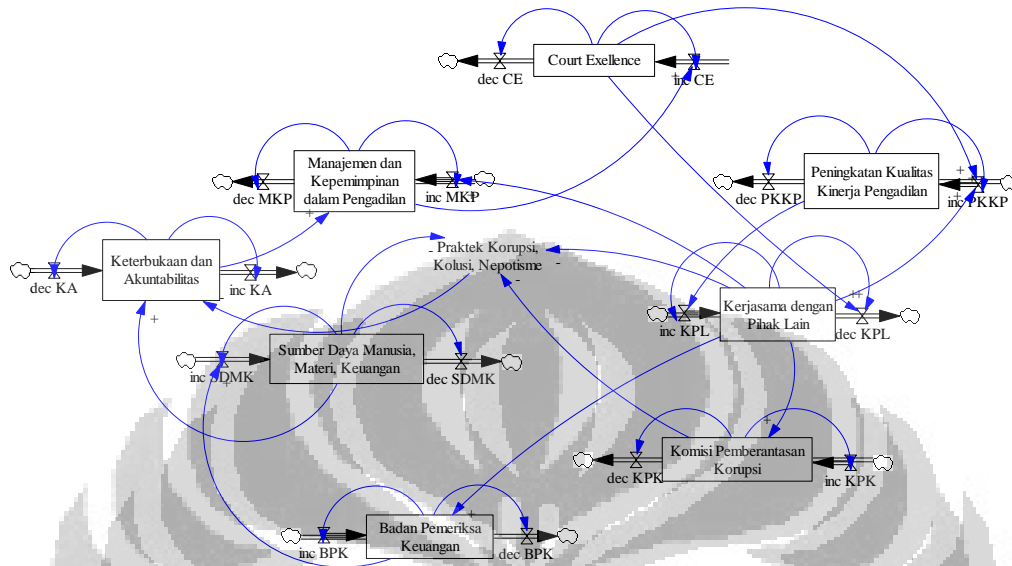 Court Exellence
dec CE
inc CE
+
Manajemen dan
Kepemimpinan
dalam Pengadilan
dec MKP
inc MKP
+
+
Peningkatan Kualitas
Kinerja Pengadilan
dec PKKP
inc PKKP
+
+
+
Keterbukaan dan
Akuntabilitas
dec KA
inc KA
-
+
- Praktek Korupsi, -
Kolusi, Nepotisme -
-
Kerjasama dengan
Pihak Lain
inc KPL
dec KPL
++
Sumber Daya Manusia,
Materi, Keuangan
inc SDMK
dec SDMK
+
Komisi Pemberantasan
Korupsi
dec KPK
inc KPK
+
Badan Pemeriksa
Keuangan
inc BPK
dec BPK
+